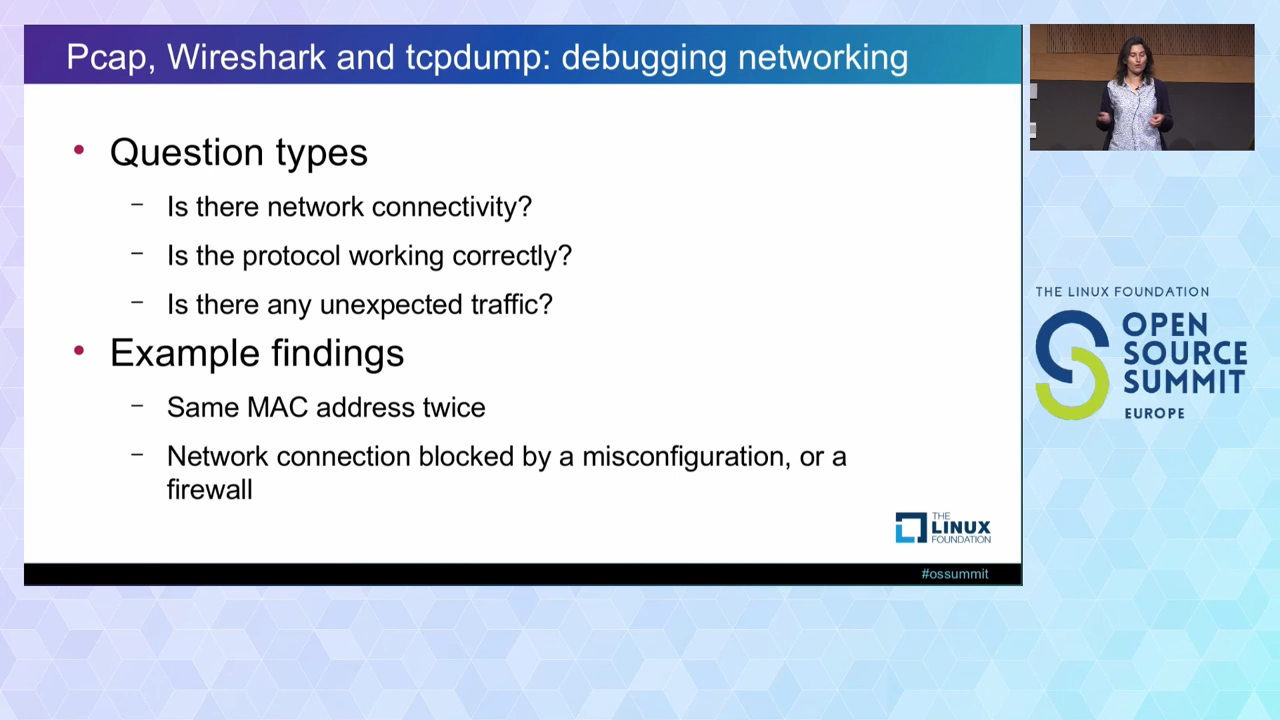 Pcap, Wireshark and tcpdump: debugging networking
• Question types
– Is there network connectivity?
– Is the protocol working correctly?
– Is there any unexpected traffic?
• Example findings
– Same MAC address twice
– Network connection blocked by a misconfiguration, or a
firewall
THE
LINUX
FOUNDATION
#ossummit
THE LINUX FOUNDATION
OPEN
SOURCE
SUMMIT
EUROPE